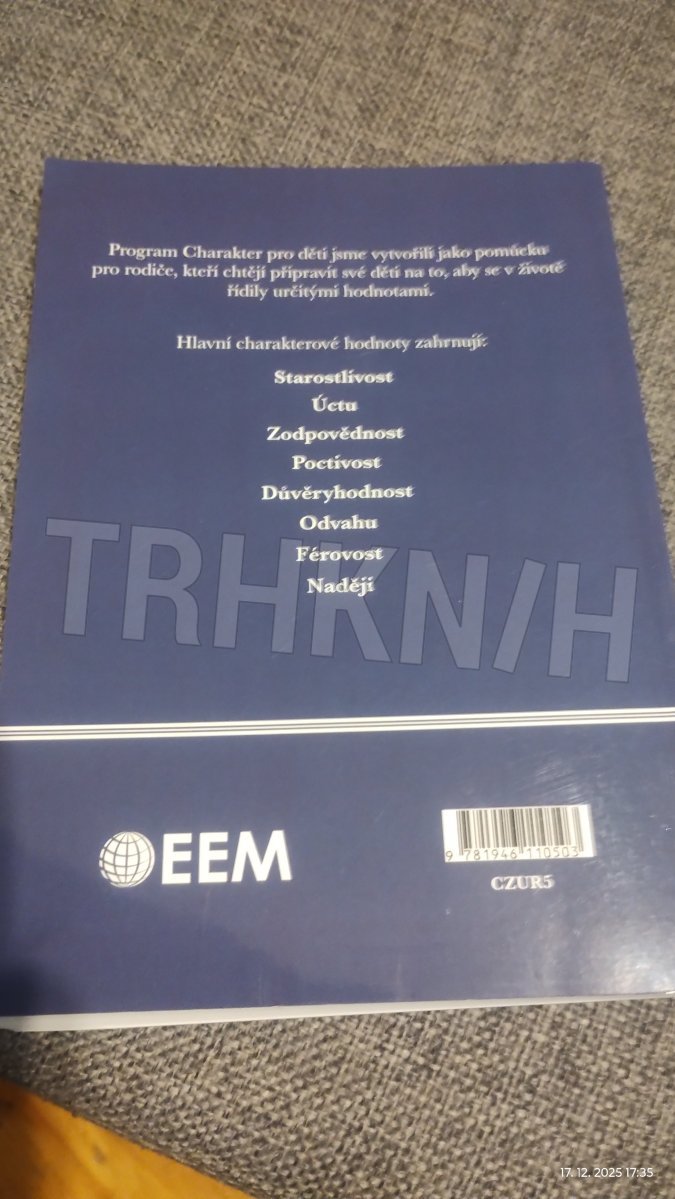 Program Charakter pro děti jsme vytvořili jako pomůcku
pro rodiče, kteří chtějí připravit své děti na to, aby se v životě
řídily určitými hodnotami.
Hlavní charakterové hodnoty zahrnují:
Starostlivost
Úctu
Zodpovědnost
Poctivost
Důvěryhodnost
Odvahu
Férovost
Naději
TRHKN/H
EEM
9 781946 110503
CZUR5
17. 12. 2025 17:35